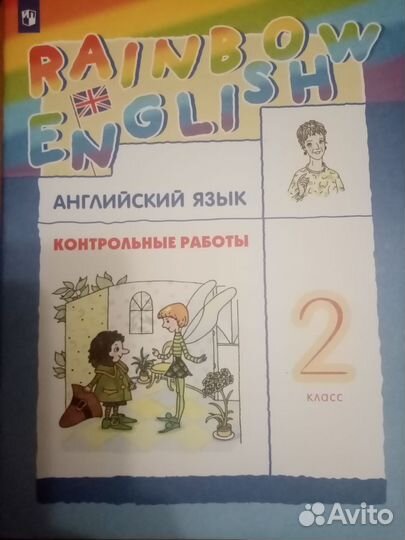 RAINBOW
ENGLISH
АНГЛИЙСКИЙ ЯЗЫК
КОНТРОЛЬНЫЕ РАБОТЫ
2
класс
Avito